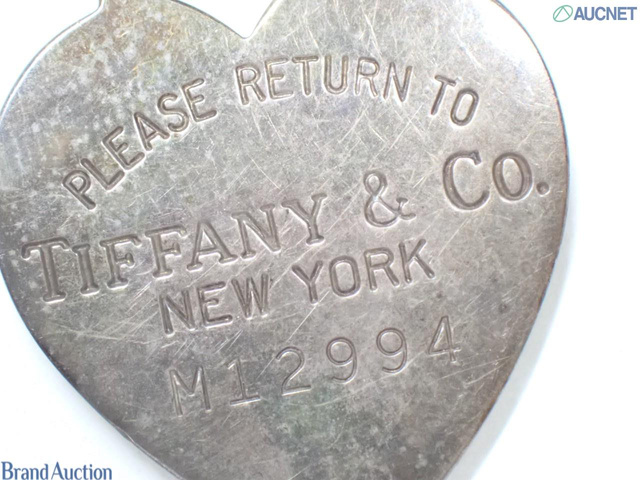 AUCNET
PLEASE RETURN TO
TIFFANY & CO.
NEW YORK
M12994
Brand Auction